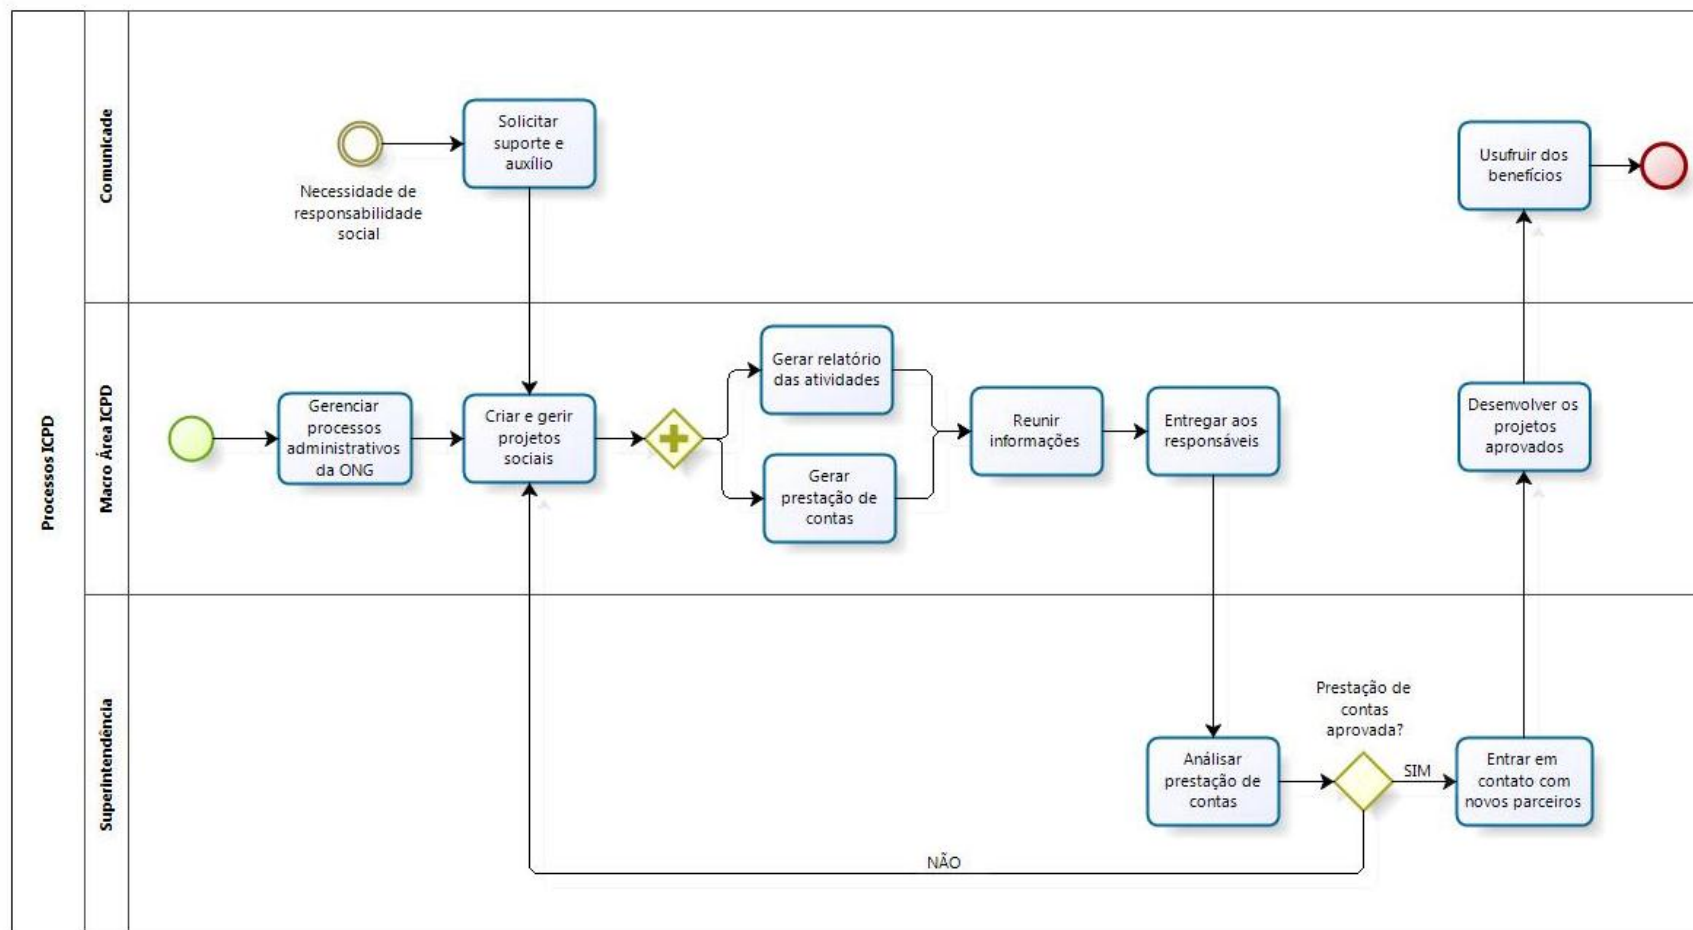 Processos ICPD
Comunicade
Necessidade de
responsabilidade
social
Solicitar
suporte e
auxílio
Usufruir dos
benefícios
Macro Área ICPD
Gerenciar
processos
administrativos
da ONG
Criar e gerir
projetos
sociais
Gerar relatório
das atividades
Gerar
prestação de
contas
Reunir
informações
Entregar aos
responsáveis
Desenvolver os
projetos
aprovados
Superintendência
Análisar
prestação de
contas
Prestação de
contas
aprovada?
SIM
Entrar em
contato com
novos parceiros
NÃO